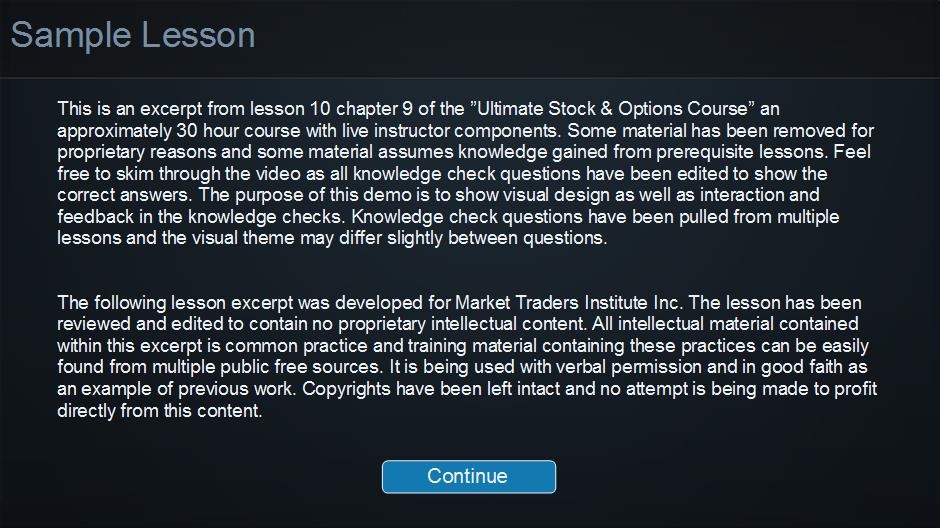 Sample Lesson
This is an excerpt from lesson 10 chapter 9 of the ”Ultimate Stock & Options Course” an
approximately 30 hour course with live instructor components. Some material has been removed for
proprietary reasons and some material assumes knowledge gained from prerequisite lessons. Feel
free to skim through the video as all knowledge check questions have been edited to show the
correct answers. The purpose of this demo is to show visual design as well as interaction and
feedback in the knowledge checks. Knowledge check questions have been pulled from multiple
lessons and the visual theme may differ slightly between questions.
The following lesson excerpt was developed for Market Traders Institute Inc. The lesson has been
reviewed and edited to contain no proprietary intellectual content. All intellectual material contained
within this excerpt is common practice and training material containing these practices can be easily
found from multiple public free sources. It is being used with verbal permission and in good faith as
an example of previous work. Copyrights have been left intact and no attempt is being made to profit
directly from this content.
Continue